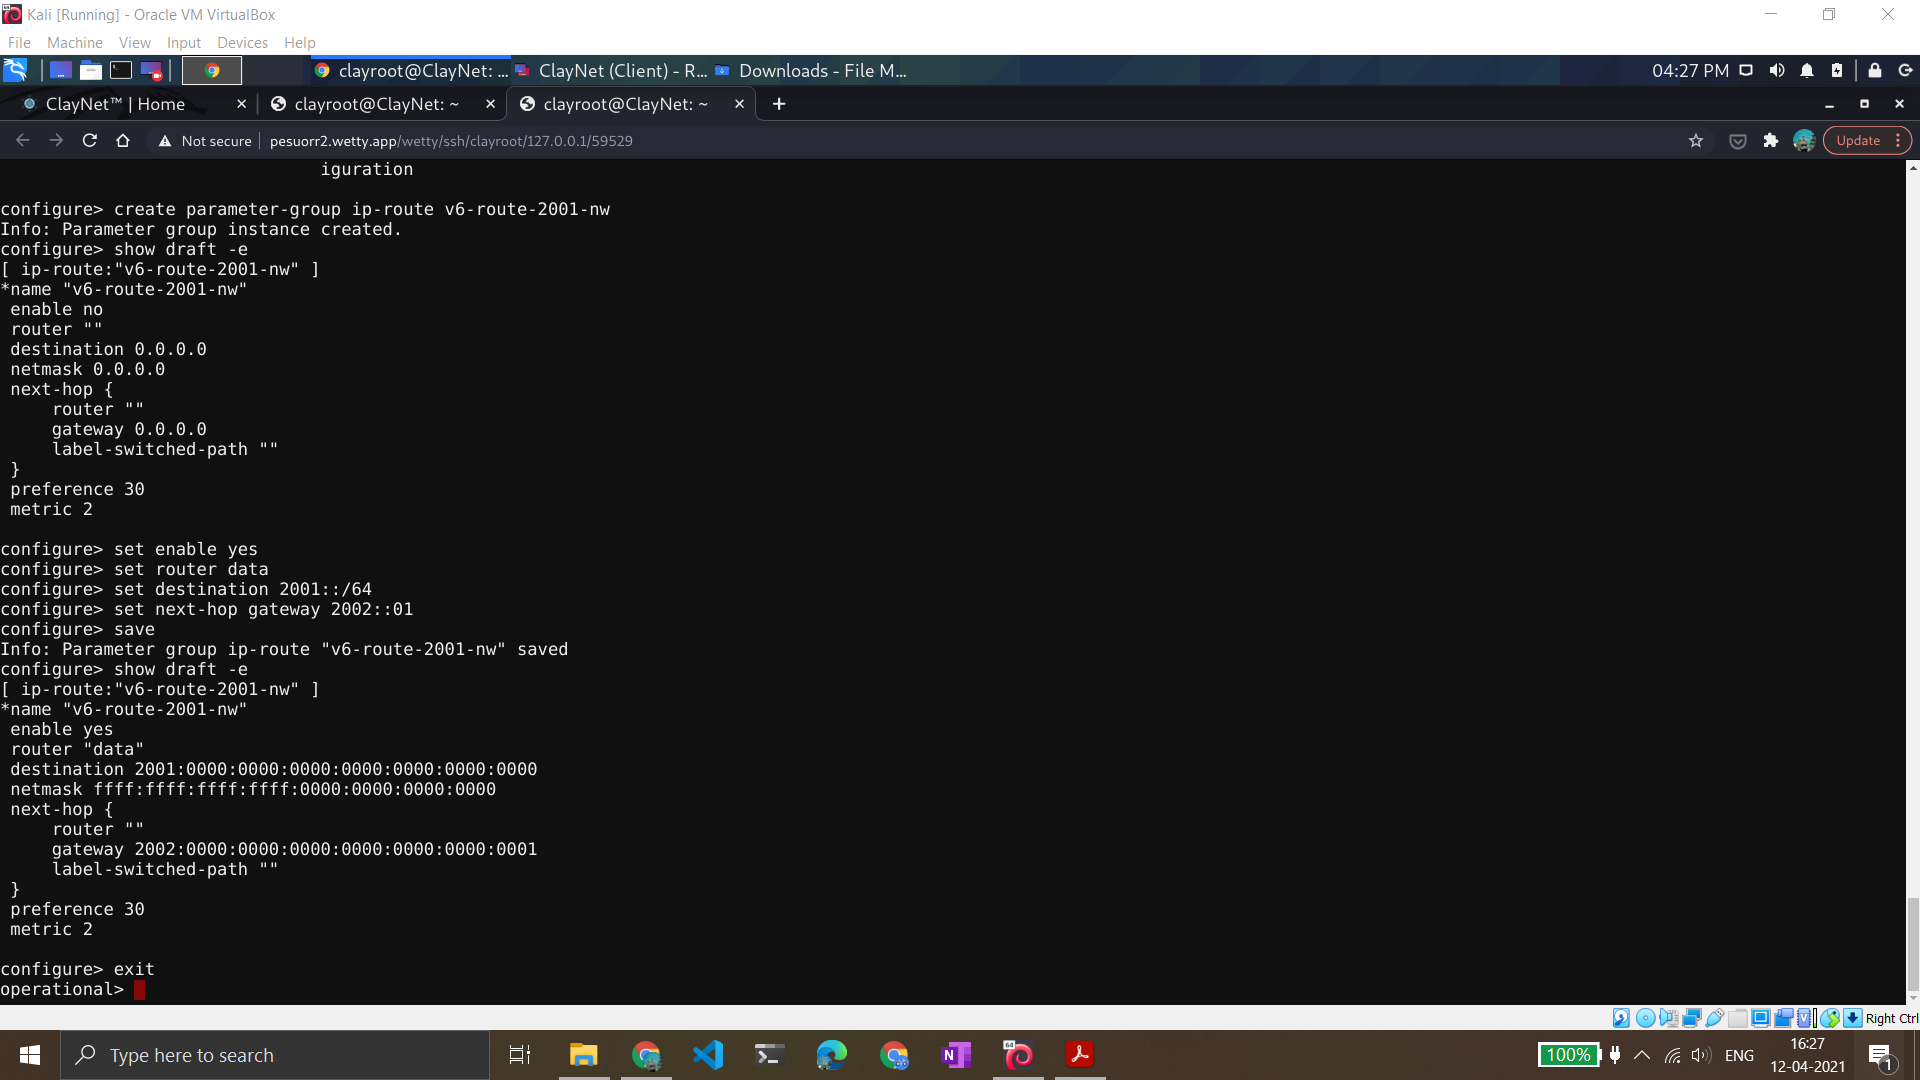 Kali [Running] - Oracle VM VirtualBox
File Machine View Input Devices Help
clayroot@ClayNet: ... ClayNet (Client) - R... Downloads - File M... 04:27 PM
ClayNet™ | Home clayroot@ClayNet: ~ clayroot@ClayNet: ~
Not secure pesuorr2.wetty.app/wetty/ssh/clayroot/127.0.0.1/59529 Update
iguration
configure> create parameter-group ip-route v6-route-2001-nw
Info: Parameter group instance created.
configure> show draft -e
[ ip-route:"v6-route-2001-nw" ]
*name "v6-route-2001-nw"
enable no
router ""
destination 0.0.0.0
netmask 0.0.0.0
next-hop {
router ""
gateway 0.0.0.0
label-switched-path ""
}
preference 30
metric 2
configure> set enable yes
configure> set router data
configure> set destination 2001::/64
configure> set next-hop gateway 2002::01
configure> save
Info: Parameter group ip-route "v6-route-2001-nw" saved
configure> show draft -e
[ ip-route:"v6-route-2001-nw" ]
*name "v6-route-2001-nw"
enable yes
router "data"
destination 2001:0000:0000:0000:0000:0000:0000:0000
netmask ffff:ffff:ffff:ffff:0000:0000:0000:0000
next-hop {
router ""
gateway 2002:0000:0000:0000:0000:0000:0000:0001
label-switched-path ""
}
preference 30
metric 2
configure> exit
operational>
Right Ctrl
Type here to search 100% ENG 16:27
12-04-2021 1